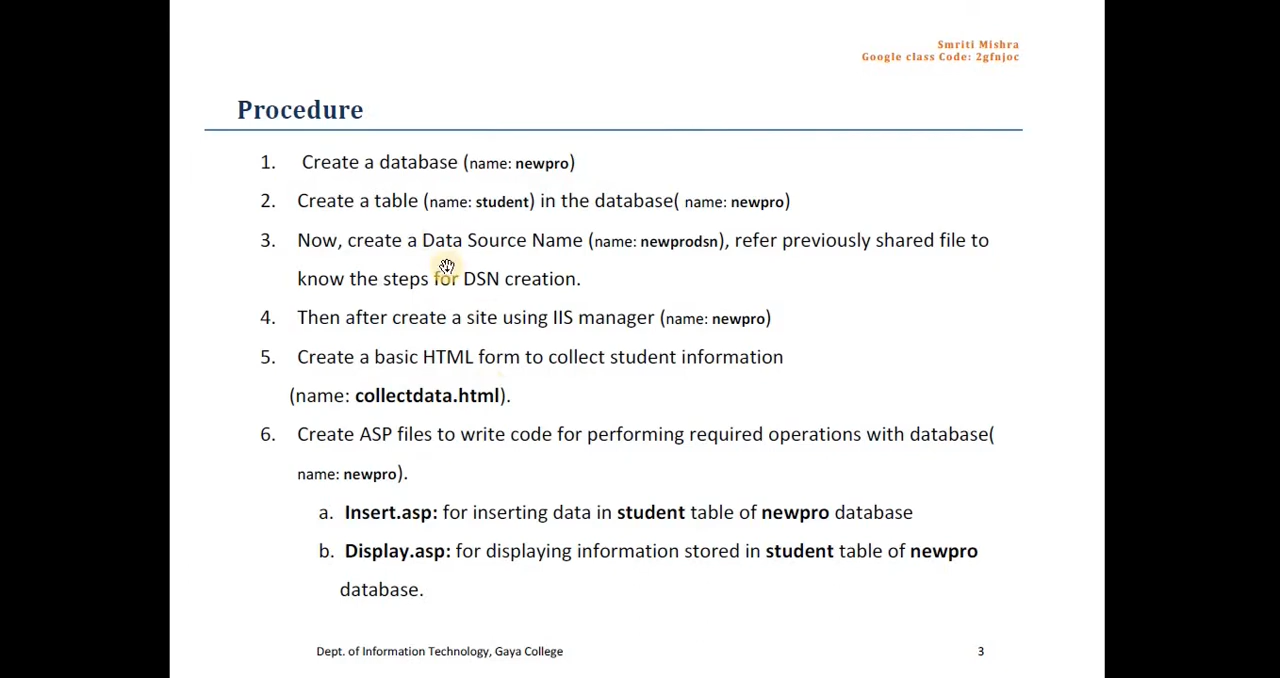 Smriti Mishra
Google class Code: 2gfnjoc
Procedure
1. Create a database (name: newpro)
2. Create a table (name: student) in the database( name: newpro)
3. Now, create a Data Source Name (name: newprodsn), refer previously shared file to
know the steps for DSN creation.
4. Then after create a site using IIS manager (name: newpro)
5. Create a basic HTML form to collect student information
(name: collectdata.html).
6. Create ASP files to write code for performing required operations with database(
name: newpro).
a. Insert.asp: for inserting data in student table of newpro database
b. Display.asp: for displaying information stored in student table of newpro
database.
Dept. of Information Technology, Gaya College 3